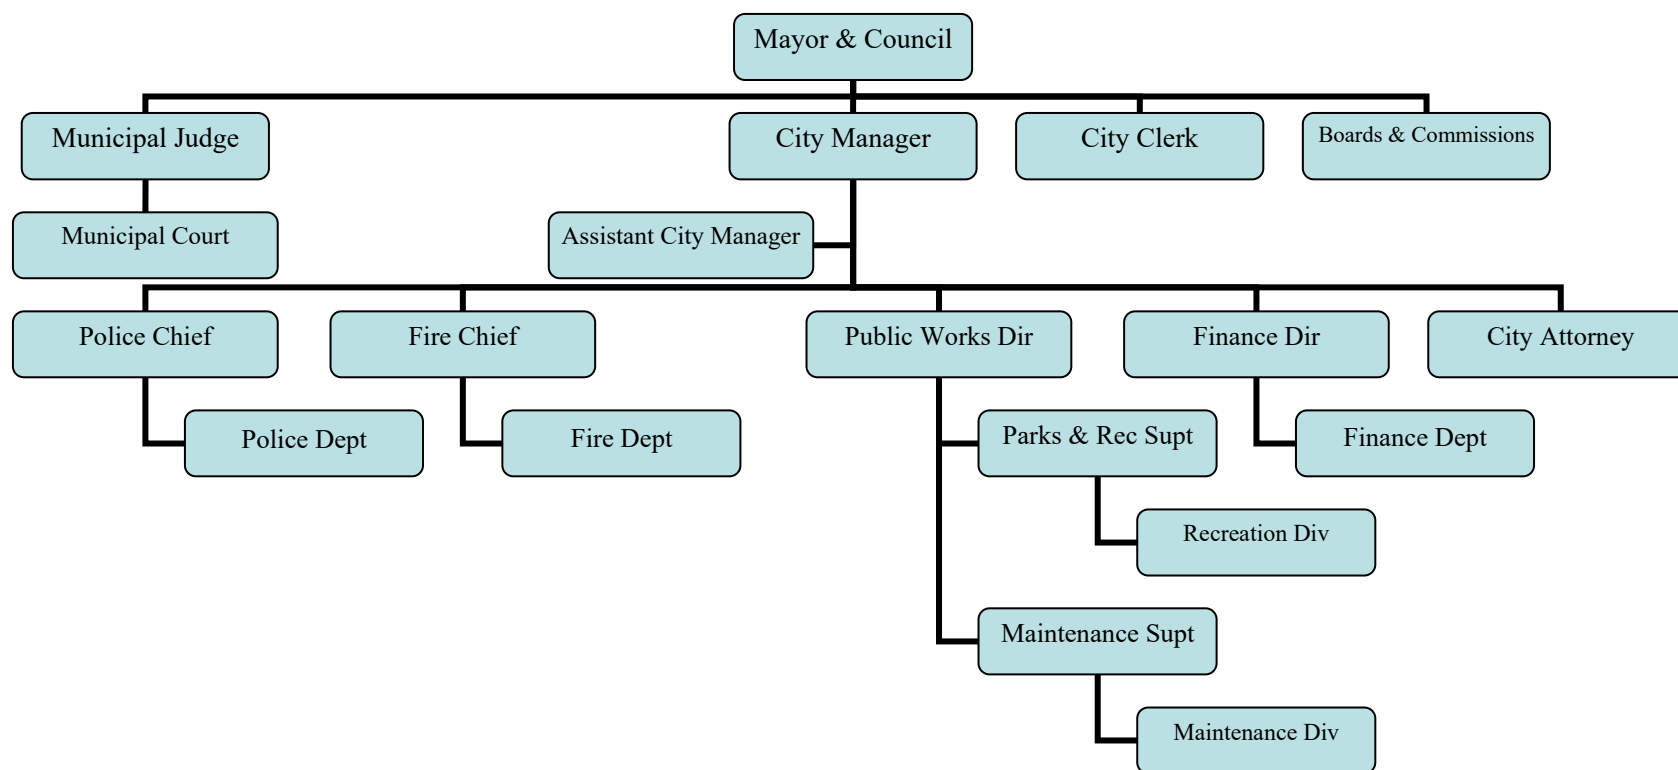 Mayor & Council
Municipal Judge
City Manager
City Clerk
Boards & Commissions
Municipal Court
Assistant City Manager
Police Chief
Fire Chief
Public Works Dir
Finance Dir
City Attorney
Police Dept
Fire Dept
Parks & Rec Supt
Finance Dept
Recreation Div
Maintenance Supt
Maintenance Div